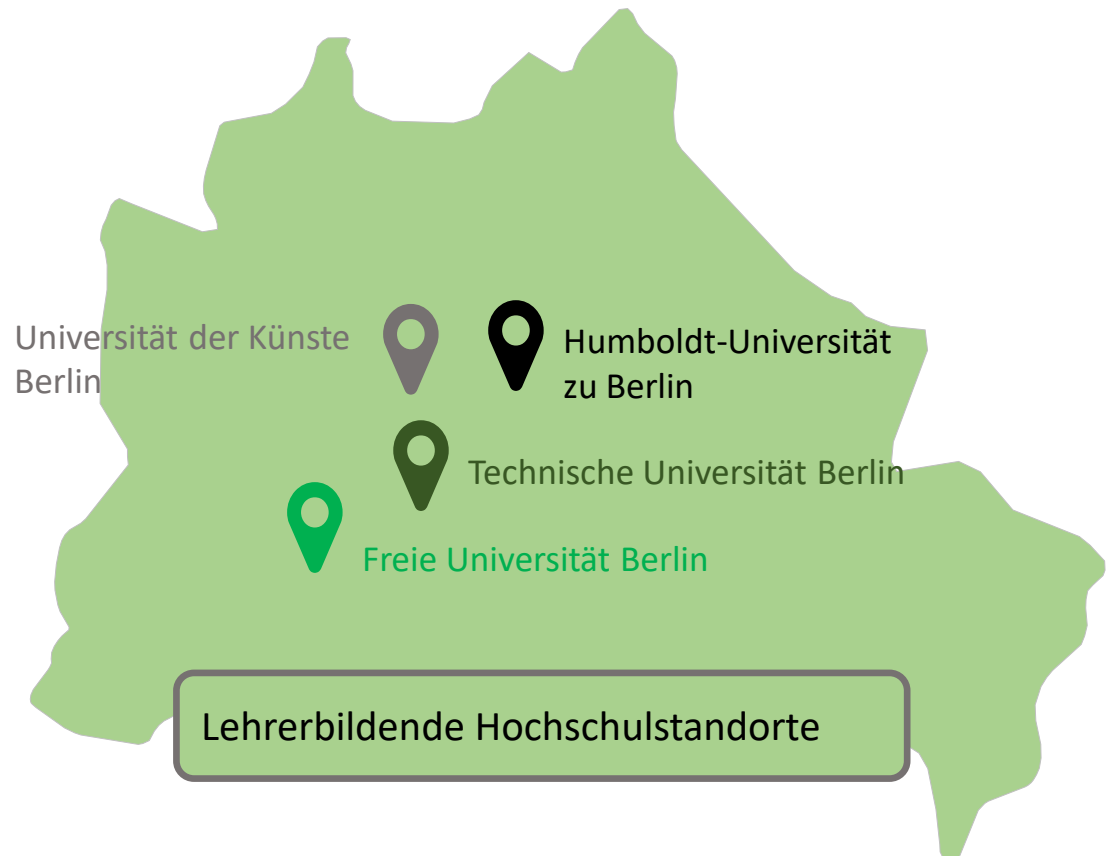 Universität der Künste
Berlin
Humboldt-Universität
zu Berlin
Technische Universität Berlin
Freie Universität Berlin
Lehrerbildende Hochschulstandorte